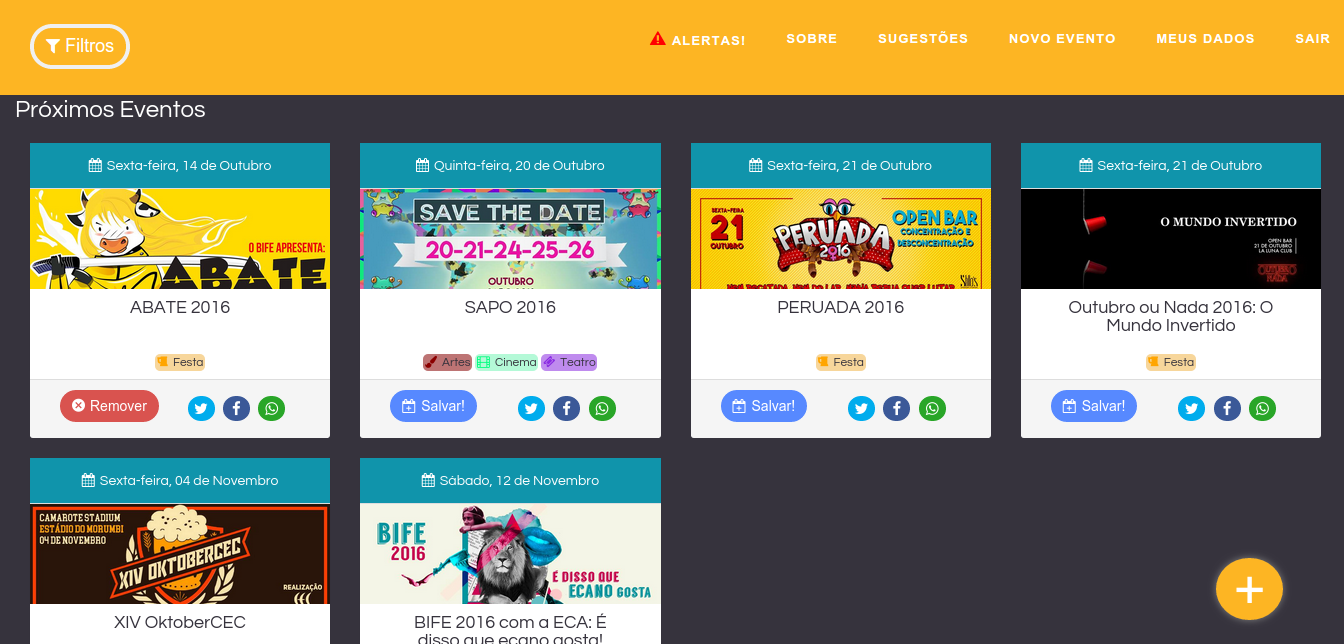 Filtros
ALERTAS!
SOBRE
SUGESTÕES
NOVO EVENTO
MEUS DADOS
SAIR
Próximos Eventos
Sexta-feira, 14 de Outubro
O BIFE APRESENTA:
ABATE
ABATE 2016
Festa
Remover
Quinta-feira, 20 de Outubro
SAVE THE DATE
20-21-24-25-26
OUTUBRO
SAPO 2016
Artes
Cinema
Teatro
Salvar!
Sexta-feira, 21 de Outubro
SEXTA-FEIRA
21
OUTUBRO
PERUADA
2016
OPEN BAR
CONCENTRAÇÃO E
DESCONCENTRAÇÃO
PERUADA 2016
Festa
Salvar!
Sexta-feira, 21 de Outubro
O MUNDO INVERTIDO
OPEN BAR
21 DE OUTUBRO
LA LUNA CLUB
OUTUBRO
NADA
Outubro ou Nada 2016: O
Mundo Invertido
Festa
Salvar!
Sexta-feira, 04 de Novembro
CAMAROTE STADIUM
ESTÁDIO DO MORUMBI
04 DE NOVEMBRO
XIV OKTOBERCEC
REALIZAÇÃO
XIV OktoberCEC
Sábado, 12 de Novembro
BIFE
2016
É DISSO QUE
ECANO GOSTA
BIFE 2016 com a ECA: É
disso que ecano gosta!